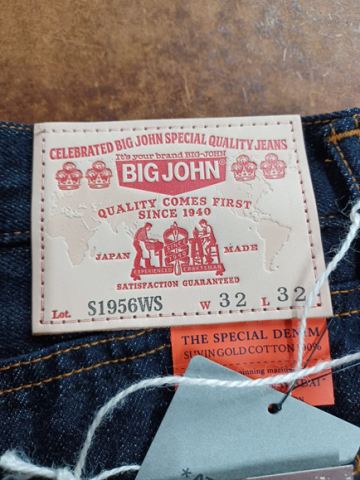 CELEBRATED BIG JOHN SPECIAL QUALITY JEANS
It's your brand BIG-JOHN
BIG JOHN
QUALITY COMES FIRST
SINCE 1940
JAPAN MADE
EXPERIENCED CRAFTSMAN
SATISFACTION GUARANTEED
Lot. S1956WS W 32 L 32
THE SPECIAL DENIM
SUVIN GOLD COTTON 100%